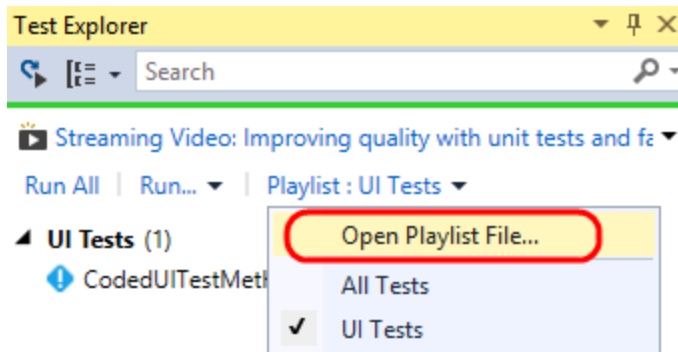 Test Explorer
Search
Streaming Video: Improving quality with unit tests and fa
Run All Run... Playlist : UI Tests
UI Tests (1)
Open Playlist File...
CodedUITestMeth
All Tests
UI Tests